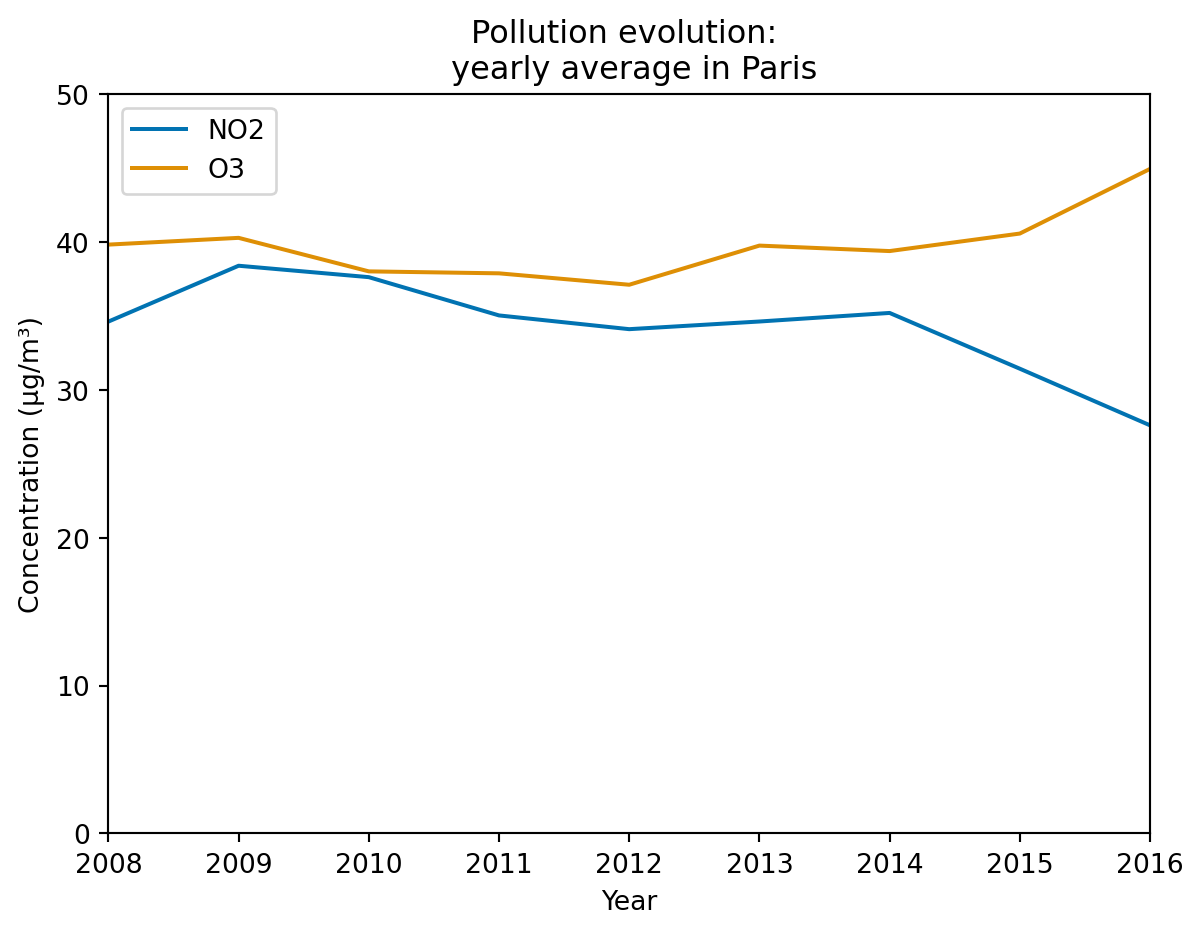 Pollution evolution:
yearly average in Paris
NO2
O3
Concentration (µg/m³)
50
40
30
20
10
0
2008 2009 2010 2011 2012 2013 2014 2015 2016
Year